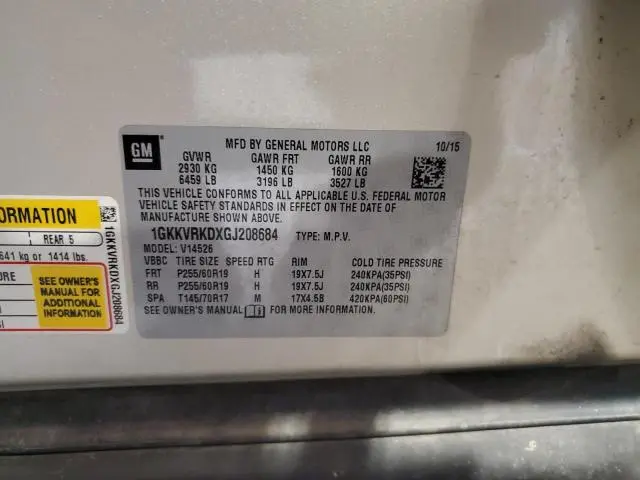 GM
MFD BY GENERAL MOTORS LLC 10/15
GVWR GAWR FRT GAWR RR
2930 KG 1450 KG 1600 KG
6459 LB 3196 LB 3527 LB
THIS VEHICLE CONFORMS TO ALL APPLICABLE U.S. FEDERAL MOTOR
VEHICLE SAFETY STANDARDS IN EFFECT ON THE DATE OF
MANUFACTURE SHOWN ABOVE.
1GKKVRKDXGJ208684 TYPE: M.P.V.
MODEL: V14526
VBBC TIRE SIZE SPEED RTG RIM COLD TIRE PRESSURE
FRT P255/60R19 H 19X7.5J 240KPA(35PSI)
RR P255/60R19 H 19X7.5J 240KPA(35PSI)
SPA T145/70R17 M 17X4.5B 420KPA(60PSI)
SEE OWNER'S MANUAL FOR MORE INFORMATION.
ORMATION
REAR 5
641 kg or 1414 lbs.
SEE OWNER'S
MANUAL FOR
ADDITIONAL
INFORMATION
1GKKVRKDXGJ208684